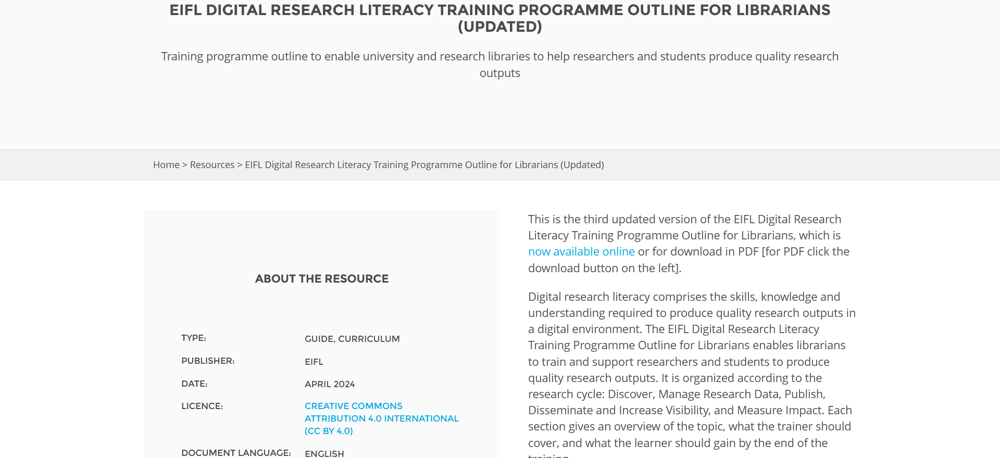 EIFL DIGITAL RESEARCH LITERACY TRAINING PROGRAMME OUTLINE FOR LIBRARIANS
(UPDATED)
Training programme outline to enable university and research libraries to help researchers and students produce quality research
outputs
Home > Resources > EIFL Digital Research Literacy Training Programme Outline for Librarians (Updated)
ABOUT THE RESOURCE
TYPE: GUIDE, CURRICULUM
PUBLISHER: EIFL
DATE: APRIL 2024
LICENCE: CREATIVE COMMONS
ATTRIBUTION 4.0 INTERNATIONAL
(CC BY 4.0)
DOCUMENT LANGUAGE: ENGLISH
This is the third updated version of the EIFL Digital Research
Literacy Training Programme Outline for Librarians, which is
now available online or for download in PDF [for PDF click the
download button on the left].
Digital research literacy comprises the skills, knowledge and
understanding required to produce quality research outputs in
a digital environment. The EIFL Digital Research Literacy
Training Programme Outline for Librarians enables librarians
to train and support researchers and students to produce
quality research outputs. It is organized according to the
research cycle: Discover, Manage Research Data, Publish,
Disseminate and Increase Visibility, and Measure Impact. Each
section gives an overview of the topic, what the trainer should
cover, and what the learner should gain by the end of the